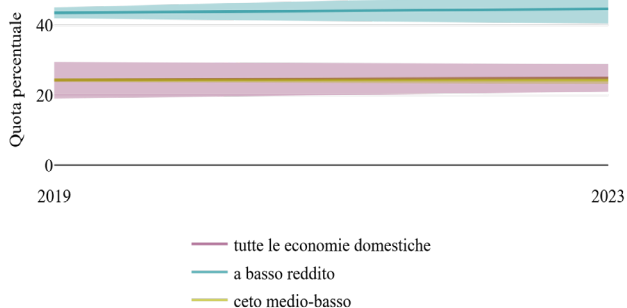 Quota percentuale
40
20
0
2019
2023
tutte le economie domestiche
a basso reddito
ceto medio-basso